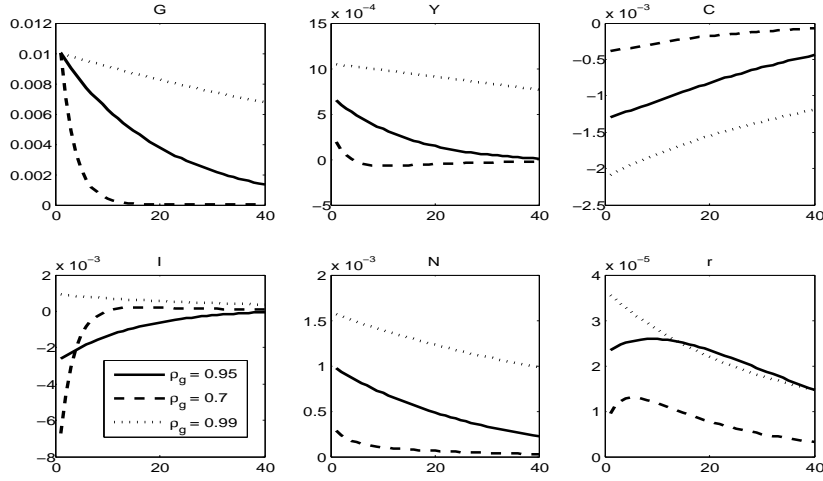 G
0.012
0.01
0.008
0.006
0.004
0.002
0
0 20 40
Y
x 10⁻⁴
15
10
5
0
−5
0 20 40
C
x 10⁻³
0
−0.5
−1
−1.5
−2
−2.5
0 20 40
I
x 10⁻³
2
0
−2
−4
−6
−8
0 20 40
ρg = 0.95
ρg = 0.7
ρg = 0.99
N
x 10⁻³
2
1.5
1
0.5
0
0 20 40
r
x 10⁻⁵
4
3
2
1
0
0 20 40